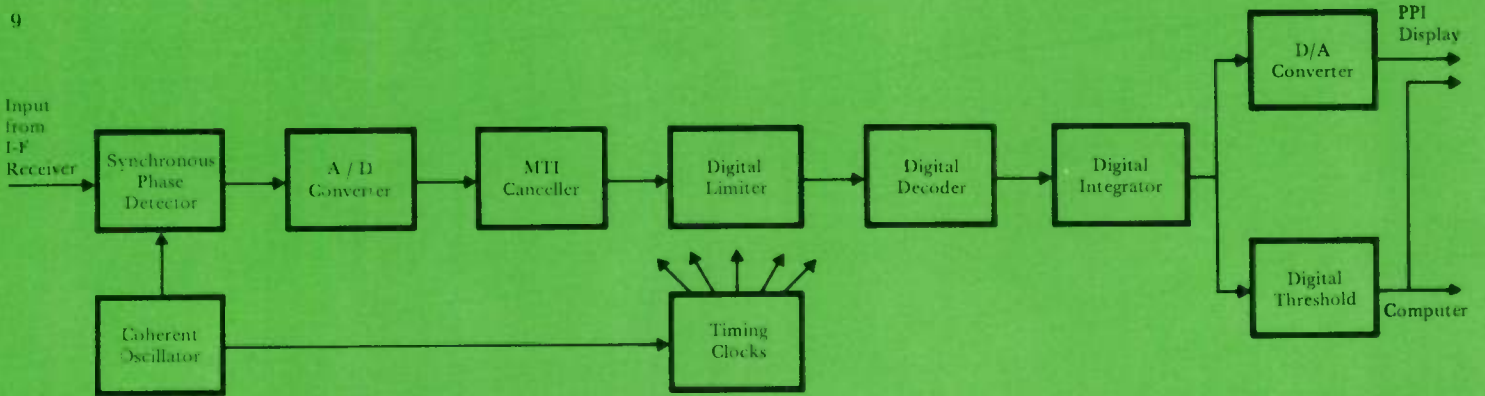 9
Input
from
I-F
Receiver
Synchronous
Phase
Detector
A / D
Converter
MTI
Canceller
Digital
Limiter
Digital
Decoder
Digital
Integrator
D/A
Converter
PPI
Display
Digital
Threshold
Computer
Coherent
Oscillator
Timing
Clocks